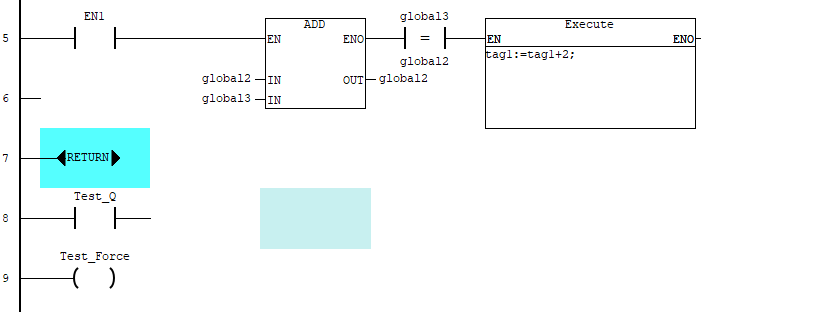 EN1
global3
ADD
Execute
5
EN
ENO
=
EN
ENO
global2
tag1:=tag1+2;
global2
IN
OUT
global2
global3
IN
6
7
RETURN
Test_Q
8
Test_Force
9
( )